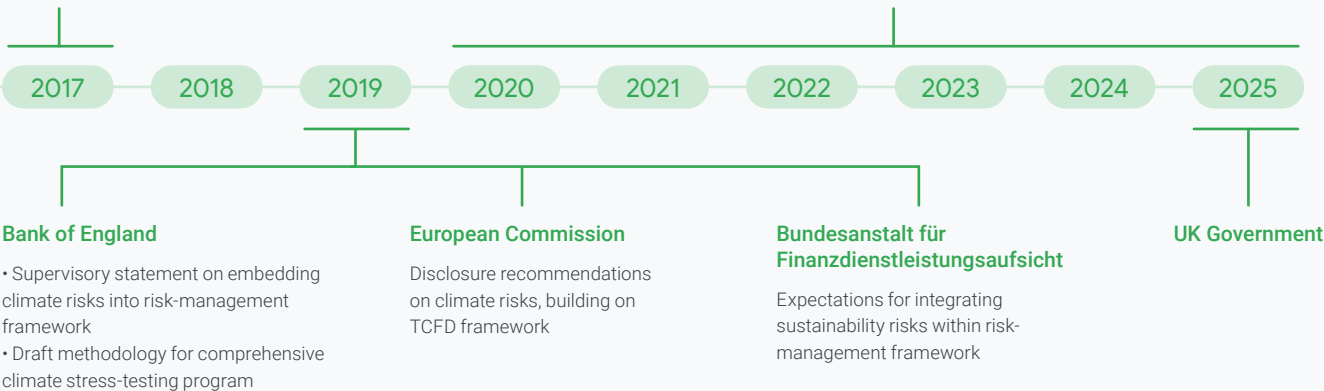 2017
2018
2019
2020
2021
2022
2023
2024
2025
Bank of England
• Supervisory statement on embedding
climate risks into risk-management
framework
• Draft methodology for comprehensive
climate stress-testing program
European Commission
Disclosure recommendations
on climate risks, building on
TCFD framework
Bundesanstalt für
Finanzdienstleistungsaufsicht
Expectations for integrating
sustainability risks within risk-
management framework
UK Government